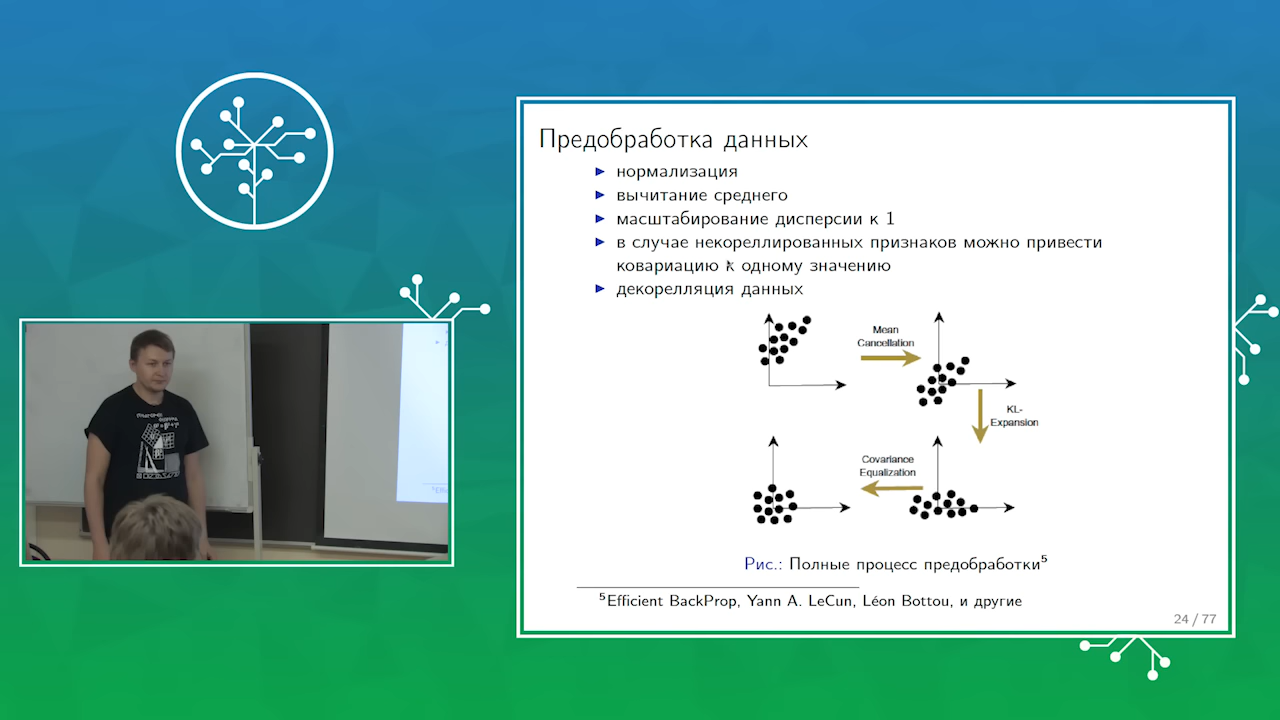 Предобработка данных
нормализация
вычитание среднего
масштабирование дисперсии к 1
в случае некореллированных признаков можно привести
ковариацию к одному значению
декорелляция данных
Mean
Cancellation
KL-
Expansion
Covariance
Equalization
Рис.: Полные процесс предобработки⁵
⁵Efficient BackProp, Yann A. LeCun, Léon Bottou, и другие
24 / 77